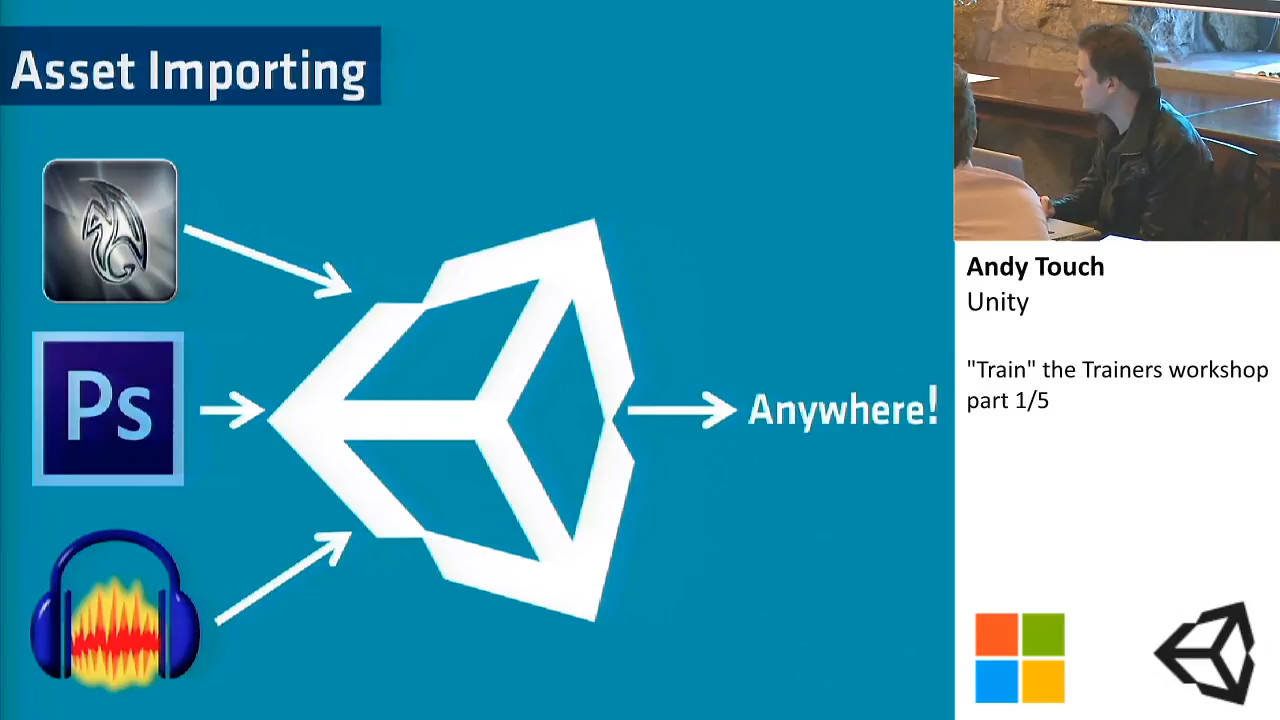 Asset Importing
Ps
Anywhere!
Andy Touch
Unity
"Train" the Trainers workshop
part 1/5